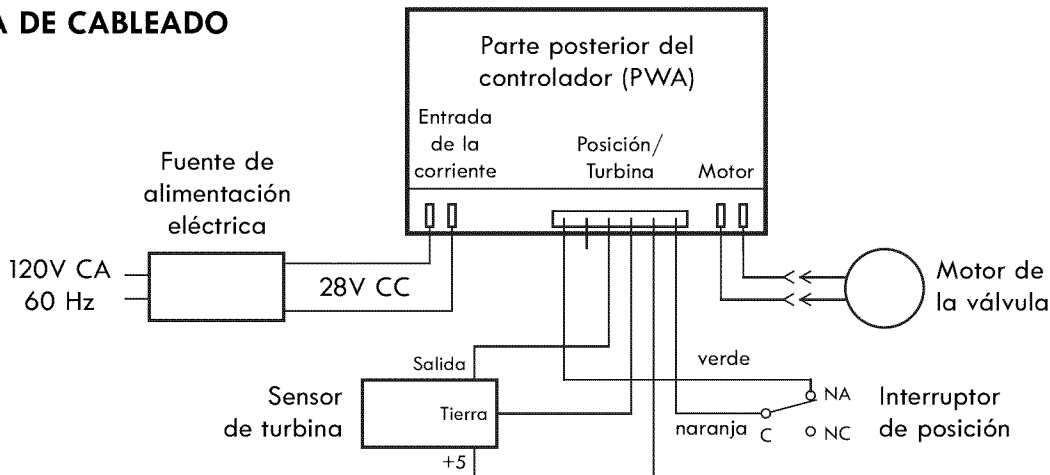 A DE CABLEADO
Parte posterior del
controlador (PWA)
Entrada
de la
corriente
Posición/
Turbina
Motor
Fuente de
alimentación
eléctrica
120V CA
60 Hz
28V CC
Motor de
la válvula
Salida
verde
Sensor
de turbina
Tierra
naranja
C
NA
NC
Interruptor
de posición
+5